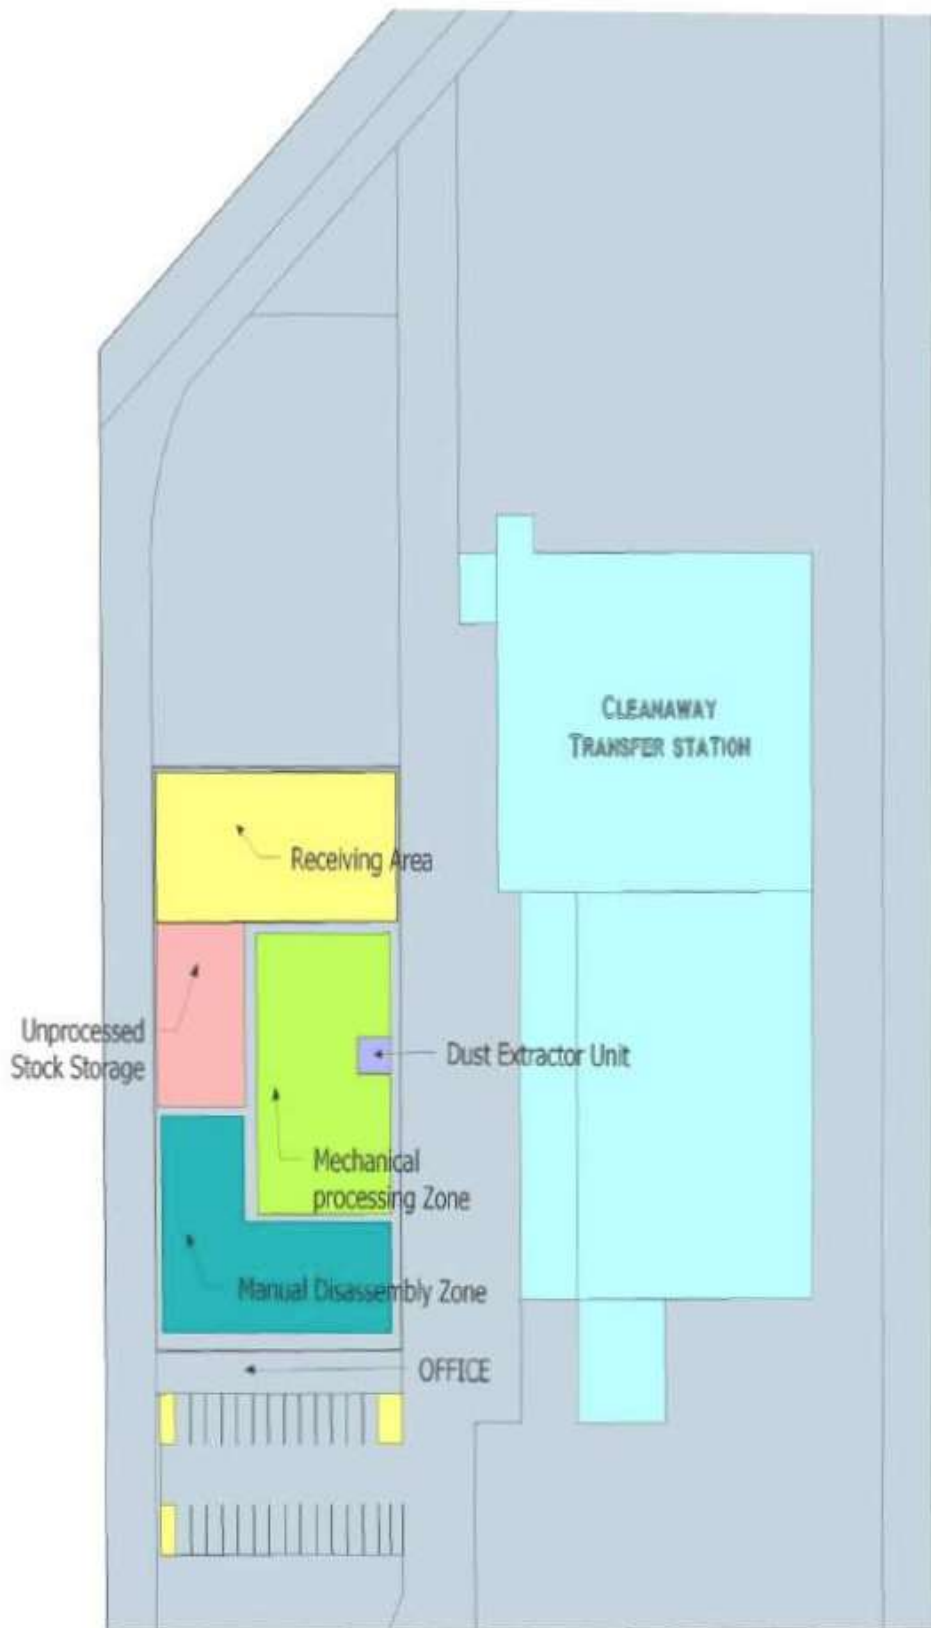 CLEANAWAY
TRANSFER STATION
Receiving Area
Unprocessed
Stock Storage
Dust Extractor Unit
Mechanical
processing Zone
Manual Disassembly Zone
OFFICE